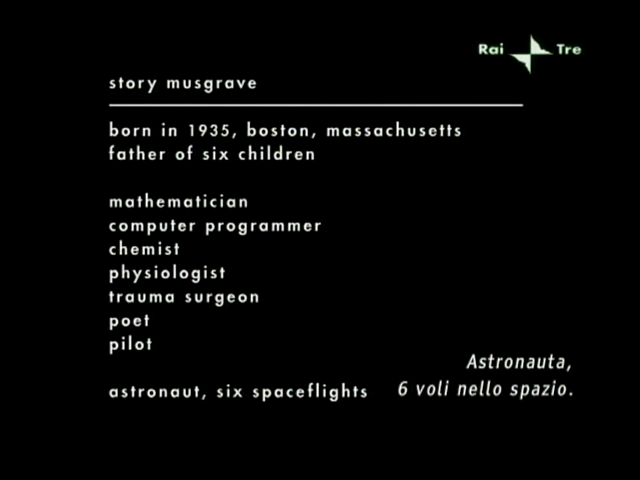 Rai Tre
story musgrave
born in 1935, boston, massachusetts
father of six children
mathematician
computer programmer
chemist
physiologist
trauma surgeon
poet
pilot
astronaut, six spaceflights
Astronauta,
6 voli nello spazio.